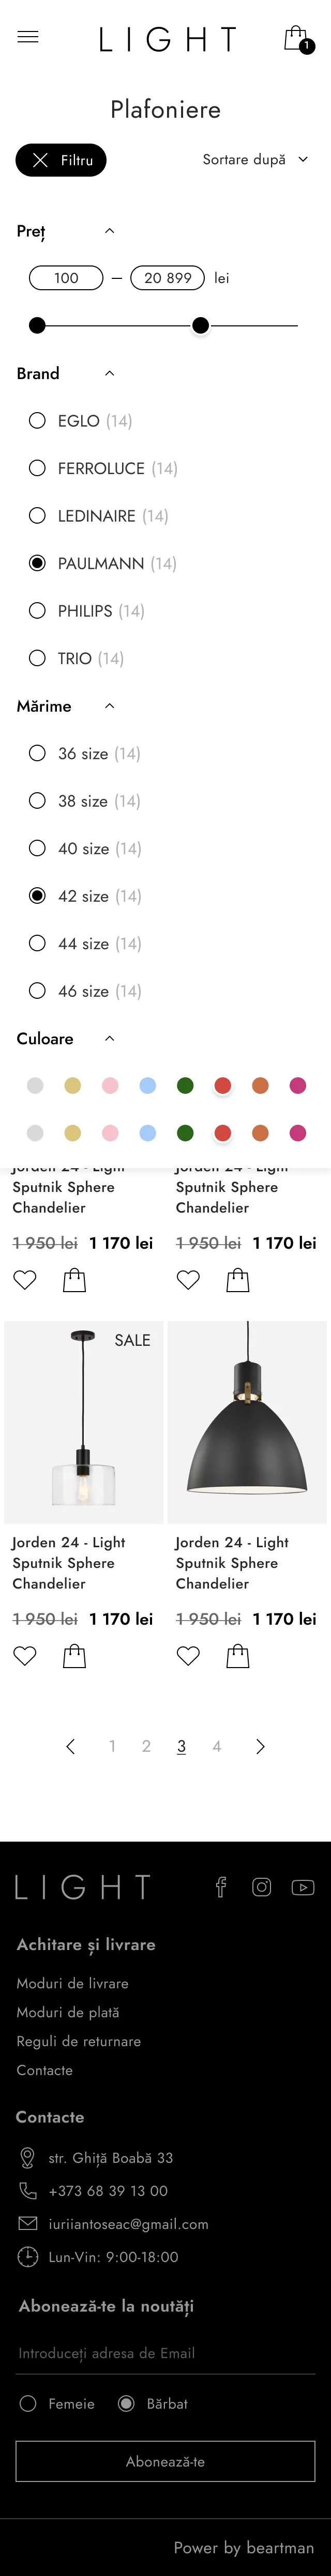 LIGHT
1
Plafoniere
Filtru
Sortare după
Preț
100 — 20 899 lei
Brand
EGLO (14)
FERROLUCE (14)
LEDINAIRE (14)
PAULMANN (14)
PHILIPS (14)
TRIO (14)
Mărime
36 size (14)
38 size (14)
40 size (14)
42 size (14)
44 size (14)
46 size (14)
Culoare
Jorden 24 - Light
Sputnik Sphere
Chandelier
1 950 lei 1 170 lei
Jorden 24 - Light
Sputnik Sphere
Chandelier
1 950 lei 1 170 lei
SALE
Jorden 24 - Light
Sputnik Sphere
Chandelier
1 950 lei 1 170 lei
Jorden 24 - Light
Sputnik Sphere
Chandelier
1 950 lei 1 170 lei
1 2 3 4
LIGHT
Achitare și livrare
Moduri de livrare
Moduri de plată
Reguli de returnare
Contacte
Contacte
str. Ghiță Boabă 33
+373 68 39 13 00
iuriiantoseac@gmail.com
Lun-Vin: 9:00-18:00
Abonează-te la noutăți
Introduceți adresa de Email
Femeie Bărbat
Abonează-te
Power by beartman